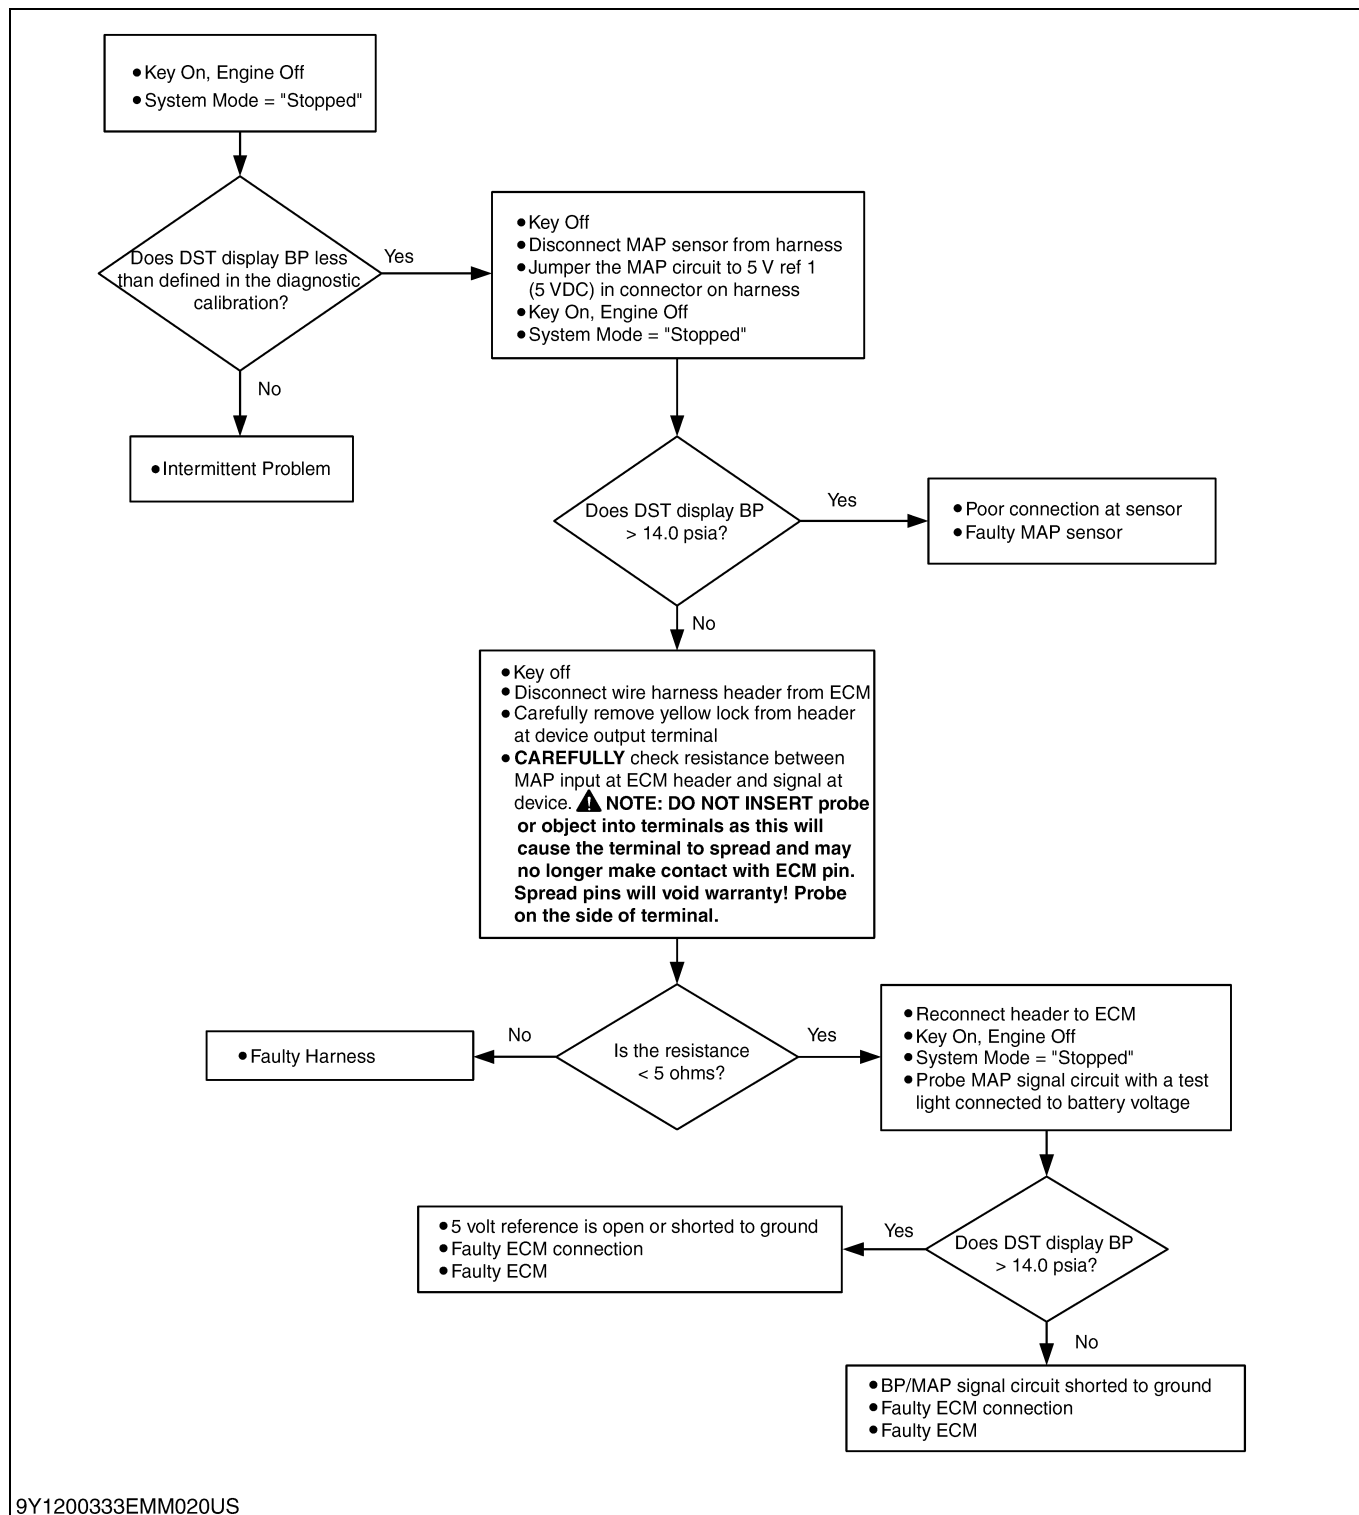 ●Key On, Engine Off
●System Mode = "Stopped"
Does DST display BP less
than defined in the diagnostic
calibration?
Yes
No
●Intermittent Problem
●Key Off
●Disconnect MAP sensor from harness
●Jumper the MAP circuit to 5 V ref 1
(5 VDC) in connector on harness
●Key On, Engine Off
●System Mode = "Stopped"
Does DST display BP
> 14.0 psia?
Yes
●Poor connection at sensor
●Faulty MAP sensor
No
●Key off
●Disconnect wire harness header from ECM
●Carefully remove yellow lock from header
at device output terminal
●CAREFULLY check resistance between
MAP input at ECM header and signal at
device. NOTE: DO NOT INSERT probe
or object into terminals as this will
cause the terminal to spread and may
no longer make contact with ECM pin.
Spread pins will void warranty! Probe
on the side of terminal.
Is the resistance
< 5 ohms?
No
●Faulty Harness
Yes
●Reconnect header to ECM
●Key On, Engine Off
●System Mode = "Stopped"
●Probe MAP signal circuit with a test
light connected to battery voltage
Does DST display BP
> 14.0 psia?
Yes
●5 volt reference is open or shorted to ground
●Faulty ECM connection
●Faulty ECM
No
●BP/MAP signal circuit shorted to ground
●Faulty ECM connection
●Faulty ECM
9Y1200333EMM020US